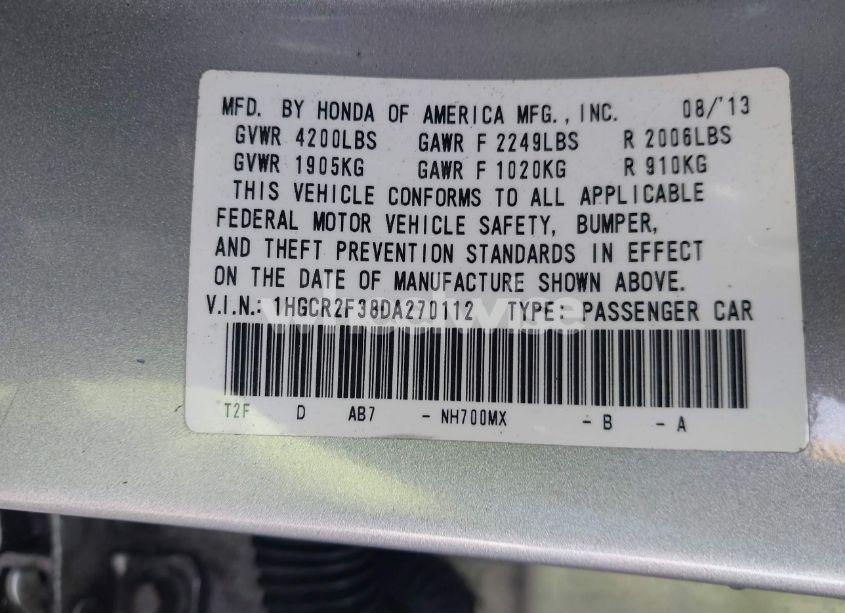 MFD. BY HONDA OF AMERICA MFG., INC. 08/'13
GVWR 4200LBS GAWR F 2249LBS R 2006LBS
GVWR 1905KG GAWR F 1020KG R 910KG
THIS VEHICLE CONFORMS TO ALL APPLICABLE
FEDERAL MOTOR VEHICLE SAFETY, BUMPER,
AND THEFT PREVENTION STANDARDS IN EFFECT
ON THE DATE OF MANUFACTURE SHOWN ABOVE.
V.I.N.: 1HGCR2F38DA270112 TYPE: PASSENGER CAR
T2F D AB7 - NH700MX - B - A